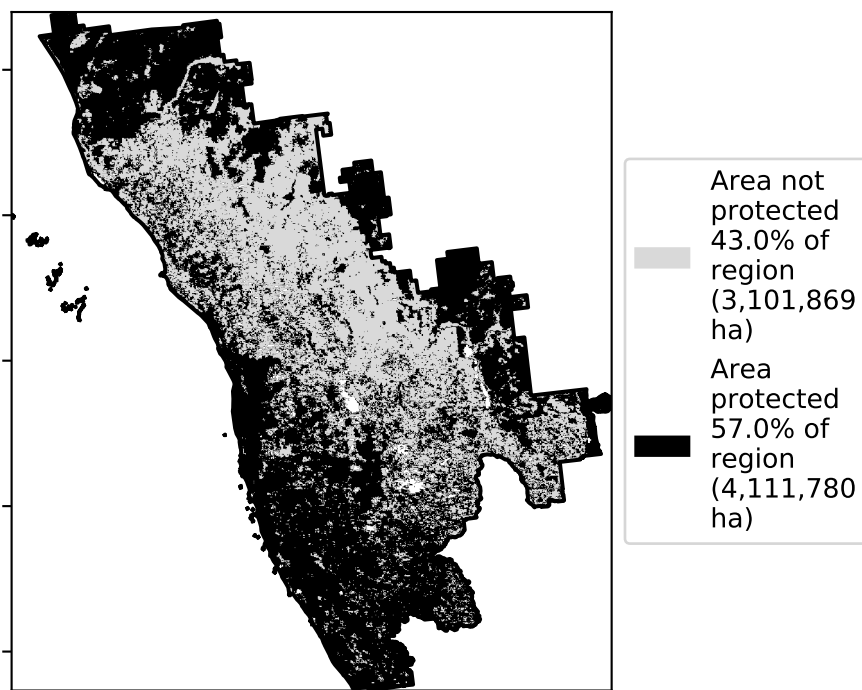 Area not
protected
43.0% of
region
(3,101,869
ha)
Area
protected
57.0% of
region
(4,111,780
ha)